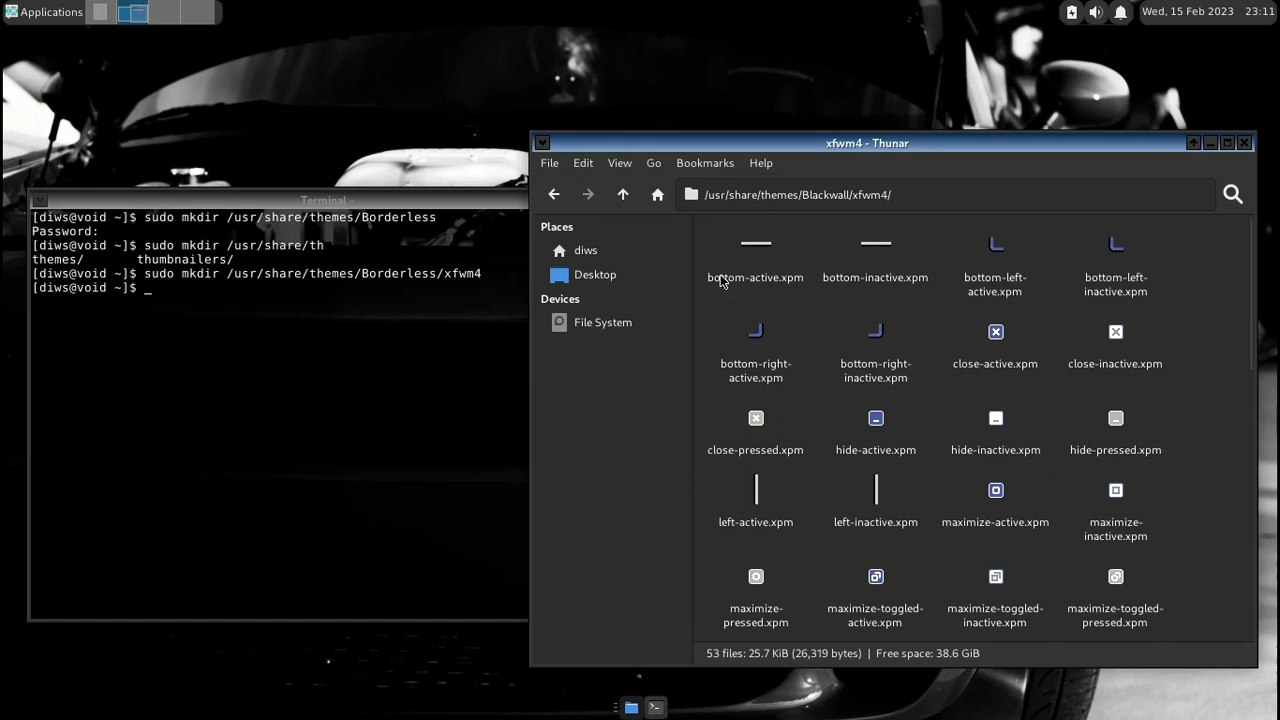 Applications
Wed, 15 Feb 2023 23:11
xfwm4 - Thunar
File Edit View Go Bookmarks Help
/usr/share/themes/Blackwall/xfwm4/
Places
diws
Desktop
Devices
File System
bottom-active.xpm
bottom-inactive.xpm
bottom-left-
active.xpm
bottom-left-
inactive.xpm
bottom-right-
active.xpm
bottom-right-
inactive.xpm
close-active.xpm
close-inactive.xpm
close-pressed.xpm
hide-active.xpm
hide-inactive.xpm
hide-pressed.xpm
left-active.xpm
left-inactive.xpm
maximize-active.xpm
maximize-
inactive.xpm
maximize-
pressed.xpm
maximize-toggled-
active.xpm
maximize-toggled-
inactive.xpm
maximize-toggled-
pressed.xpm
53 files: 25.7 KiB (26,319 bytes) | Free space: 38.6 GiB
Terminal -
[diws@void ~]$ sudo mkdir /usr/share/themes/Borderless
Password:
[diws@void ~]$ sudo mkdir /usr/share/th
themes/ thumbnailers/
[diws@void ~]$ sudo mkdir /usr/share/themes/Borderless/xfwm4
[diws@void ~]$ _